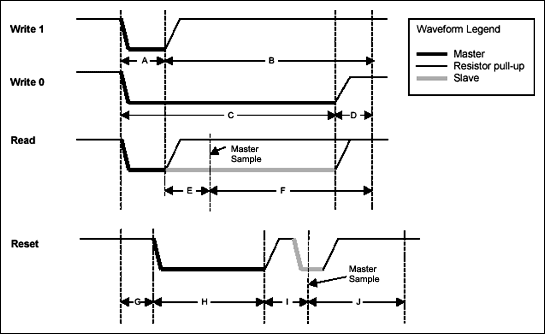 Write 1
A
B
Waveform Legend
Master
Resistor pull-up
Slave
Write 0
C
D
Read
Master
Sample
E
F
Reset
Master
Sample
G
H
I
J